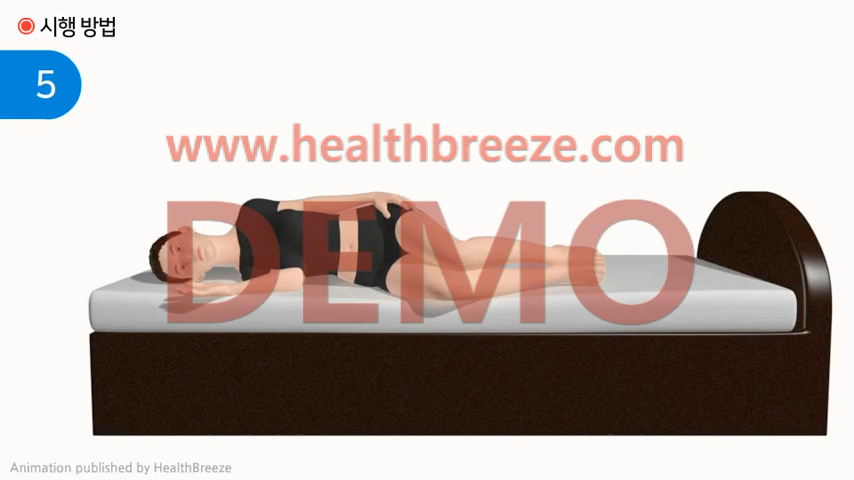 시행 방법
5
www.healthbreeze.com
DEMO
Animation published by HealthBreeze